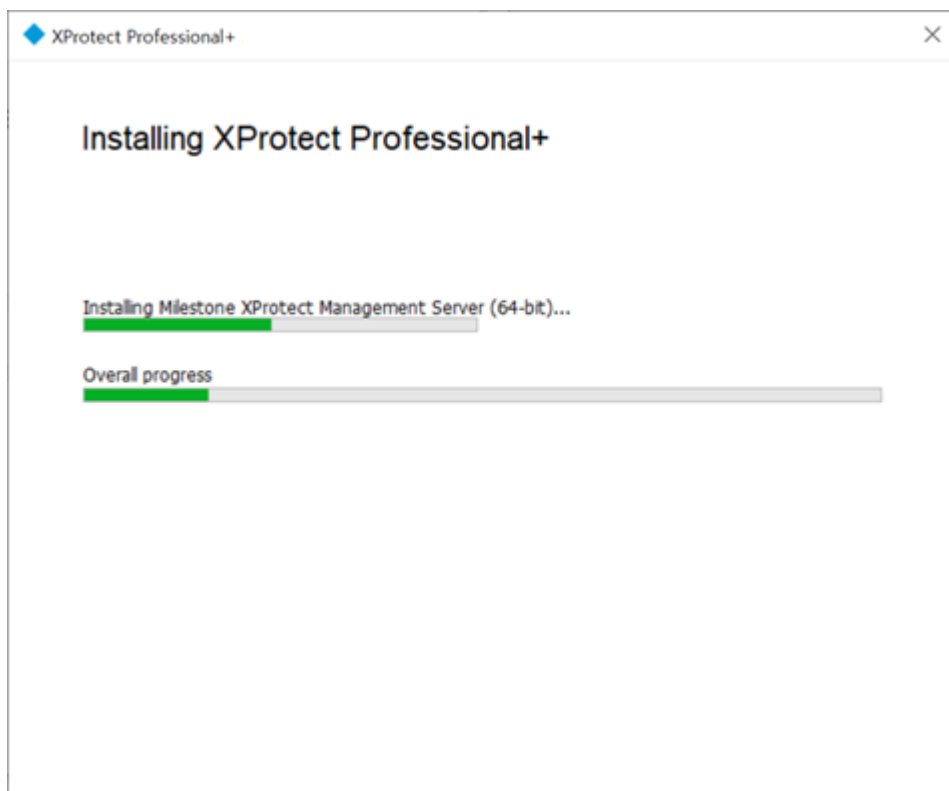 XProtect Professional+
Installing XProtect Professional+
Installing Milestone XProtect Management Server (64-bit)...
Overall progress